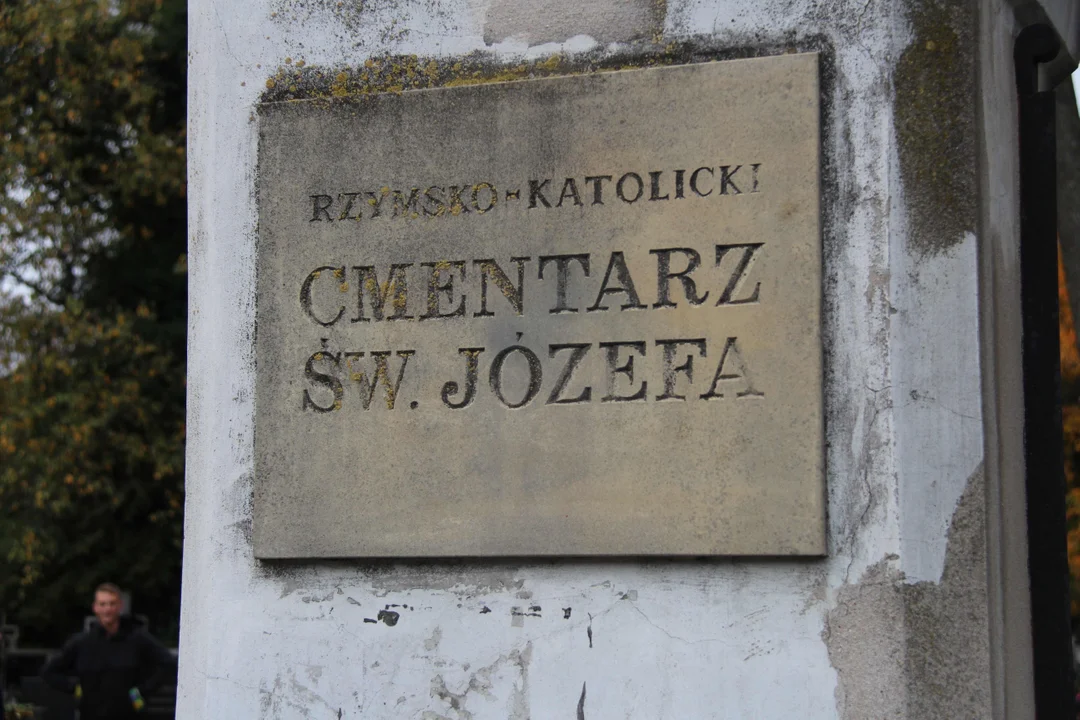 RZYMSKO-KATOLICKI
CMENTARZ
ŚW. JÓZEFA